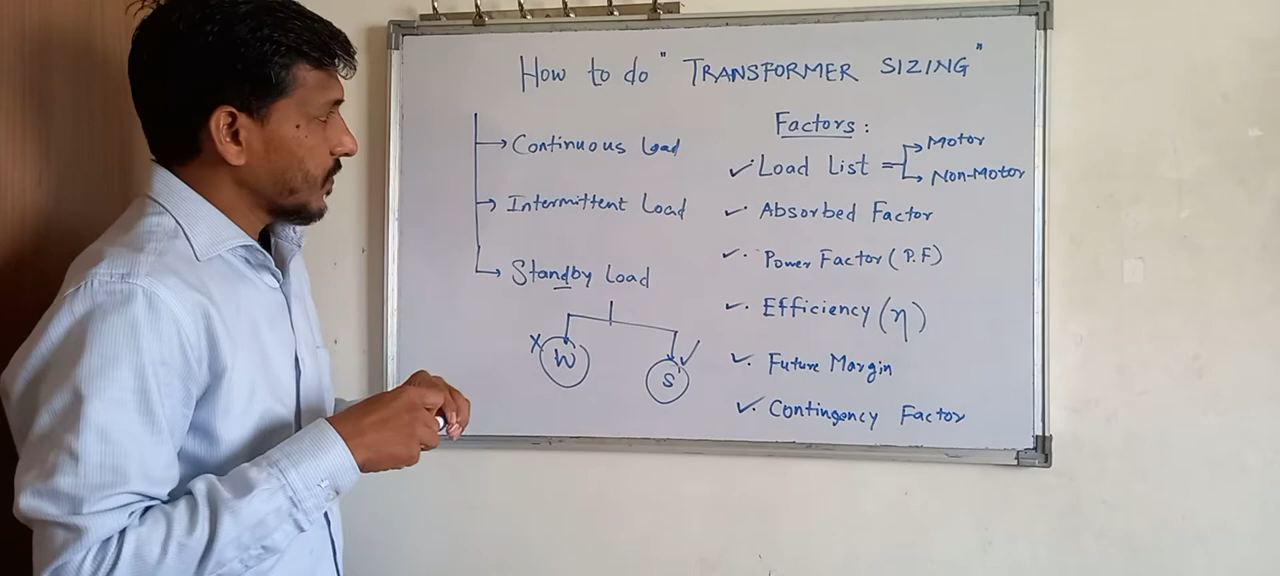 How to do "TRANSFORMER SIZING"
Continuous Load
Intermittent Load
Standby Load
X W
S
Factors :
Load List = Motor
Non-Motor
Absorbed Factor
Power Factor (P.F)
Efficiency (η)
Future Margin
Contingency Factor